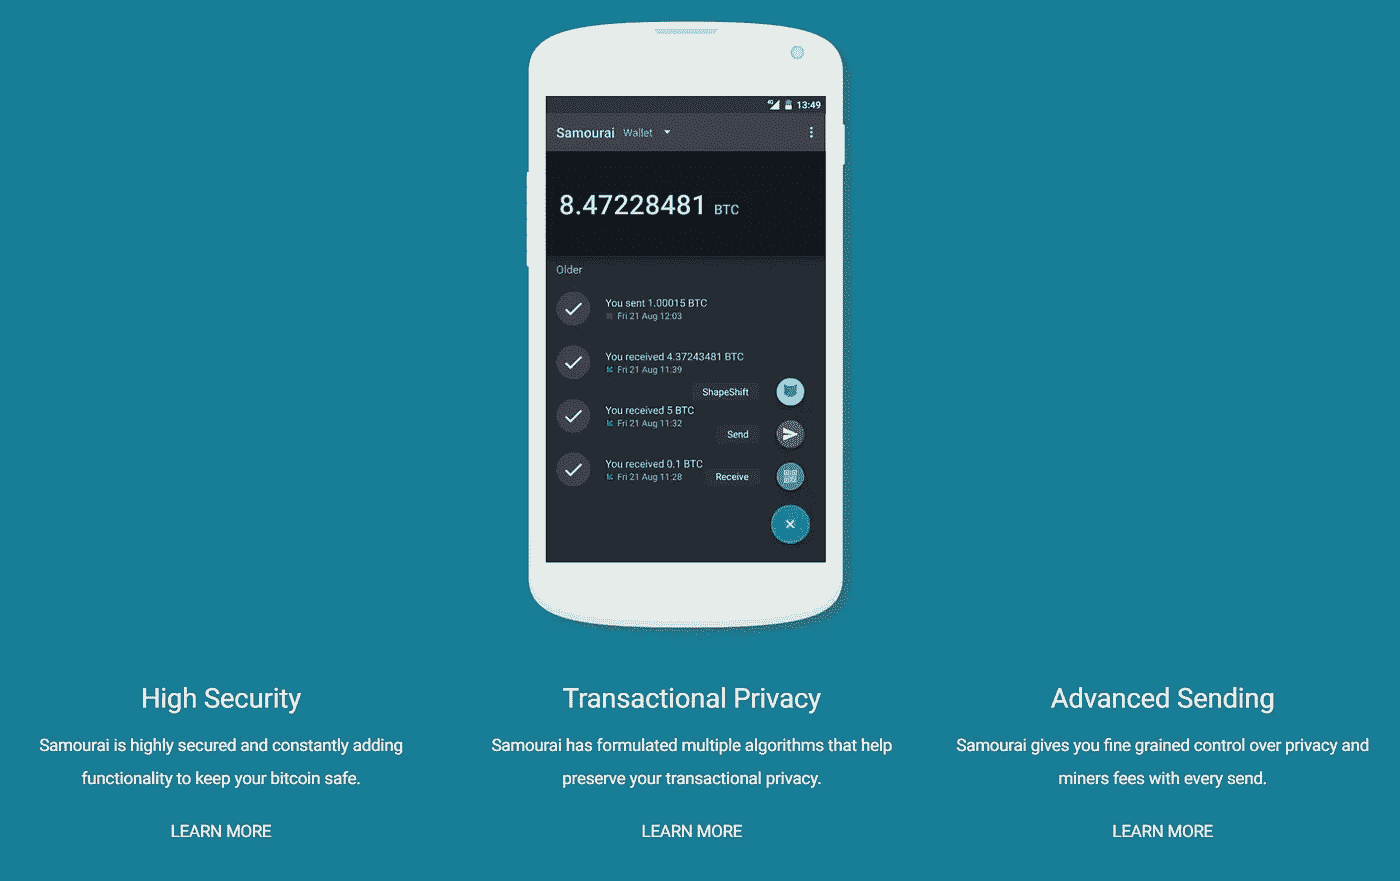 4G 13:49
Samourai Wallet
8.47228481 BTC
Older
You sent 1.00015 BTC
Fri 21 Aug 12:03
You received 4.37243481 BTC
Fri 21 Aug 11:39
ShapeShift
You received 5 BTC
Fri 21 Aug 11:32
Send
You received 0.1 BTC
Fri 21 Aug 11:28
Receive
High Security
Samourai is highly secured and constantly adding
functionality to keep your bitcoin safe.
LEARN MORE
Transactional Privacy
Samourai has formulated multiple algorithms that help
preserve your transactional privacy.
LEARN MORE
Advanced Sending
Samourai gives you fine grained control over privacy and
miners fees with every send.
LEARN MORE